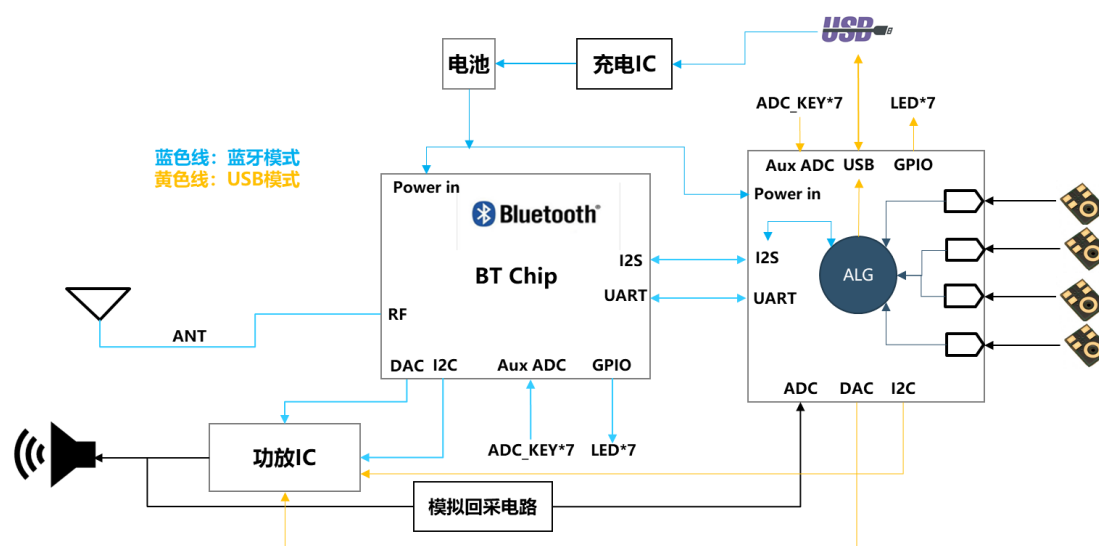 USB
电池
充电IC
ADC_KEY*7
LED*7
蓝色线：蓝牙模式
黄色线：USB模式
Aux ADC
USB
GPIO
Power in
Bluetooth®
BT Chip
I2S
UART
RF
DAC
I2C
Aux ADC
GPIO
Power in
I2S
UART
ALG
ADC
DAC
I2C
ANT
ADC_KEY*7
LED*7
功放IC
模拟回采电路